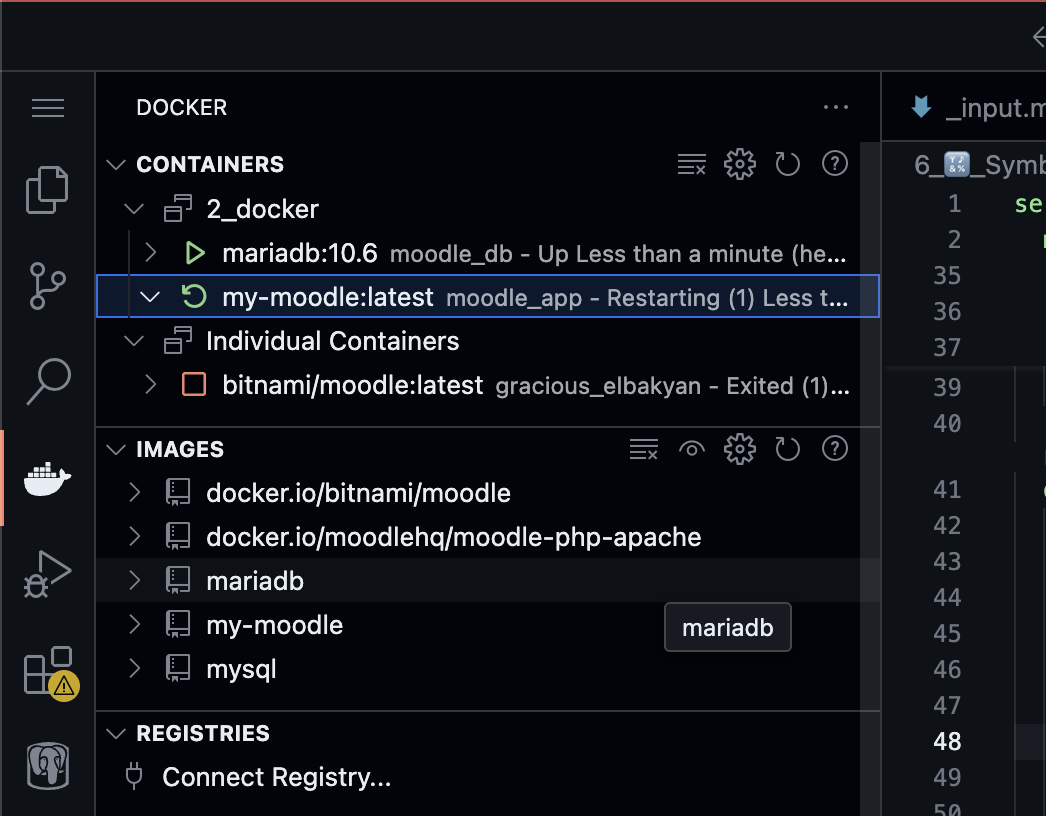 DOCKER
_input.m
CONTAINERS
6_ _Symb
2_docker
1 se
mariadb:10.6 moodle_db - Up Less than a minute (he...
2
my-moodle:latest moodle_app - Restarting (1) Less t...
35
36
Individual Containers
37
bitnami/moodle:latest gracious_elbakyan - Exited (1)...
39
40
IMAGES
docker.io/bitnami/moodle
41
docker.io/moodlehq/moodle-php-apache
42
43
mariadb
44
my-moodle
mariadb
45
mysql
46
47
REGISTRIES
48
Connect Registry...
49
50